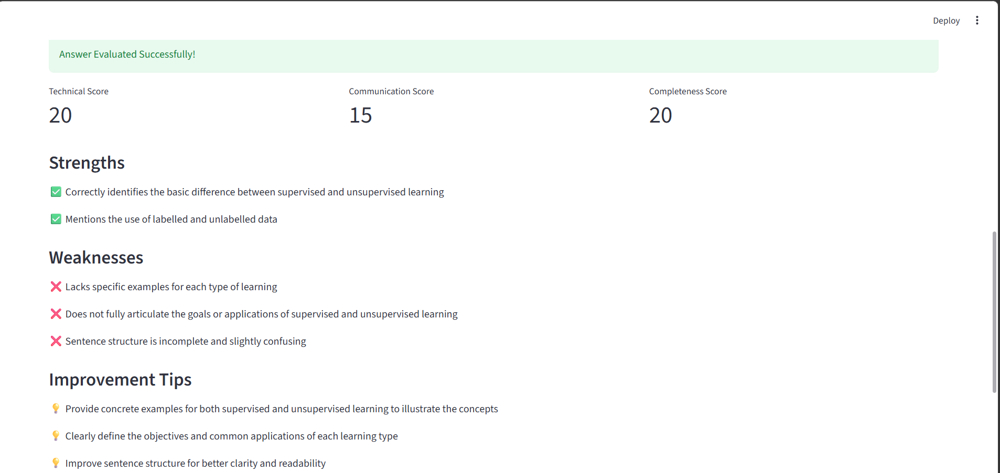 Deploy
Answer Evaluated Successfully!
Technical Score
Communication Score
Completeness Score
20
15
20
Strengths
✅ Correctly identifies the basic difference between supervised and unsupervised learning
✅ Mentions the use of labelled and unlabelled data
Weaknesses
❌ Lacks specific examples for each type of learning
❌ Does not fully articulate the goals or applications of supervised and unsupervised learning
❌ Sentence structure is incomplete and slightly confusing
Improvement Tips
💡 Provide concrete examples for both supervised and unsupervised learning to illustrate the concepts
💡 Clearly define the objectives and common applications of each learning type
💡 Improve sentence structure for better clarity and readability